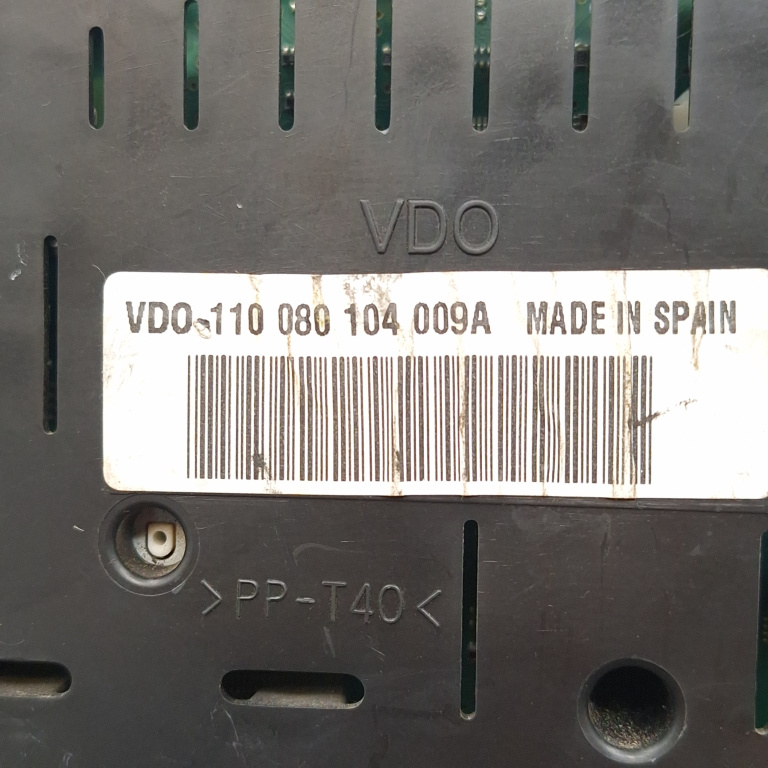 VDO
VDO-110 080 104 009A MADE IN SPAIN
>PP-T40<